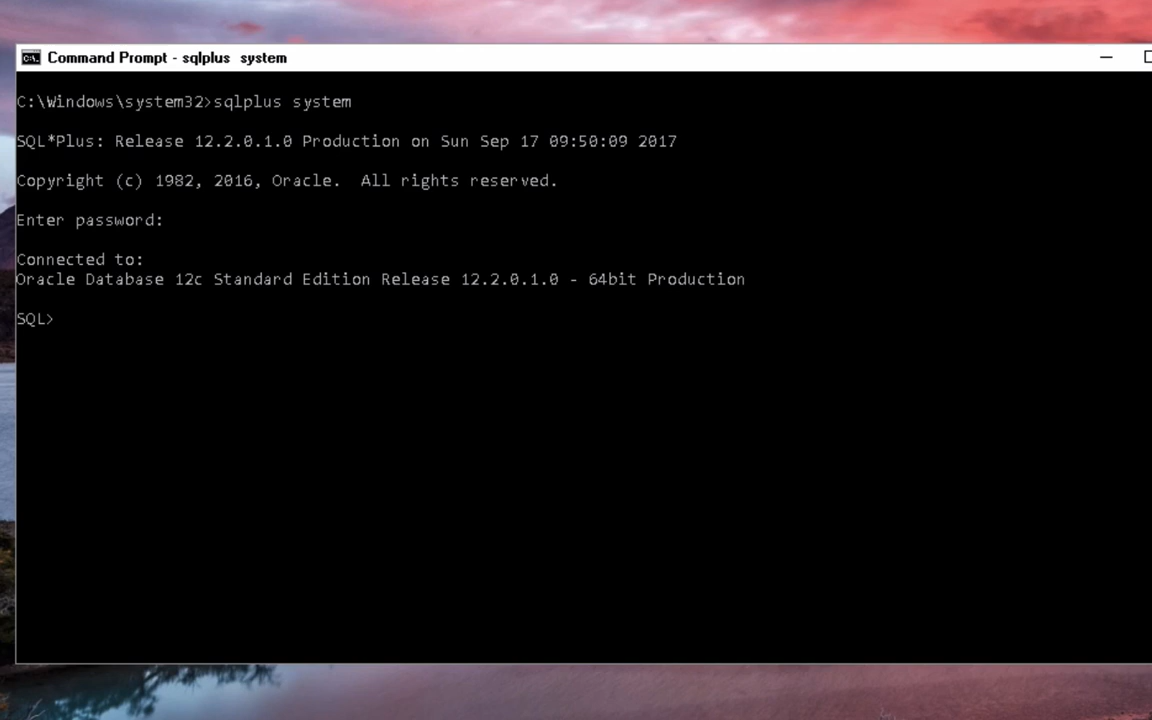 Command Prompt - sqlplus  system
C:\Windows\system32>sqlplus system
SQL*Plus: Release 12.2.0.1.0 Production on Sun Sep 17 09:50:09 2017
Copyright (c) 1982, 2016, Oracle.  All rights reserved.
Enter password:
Connected to:
Oracle Database 12c Standard Edition Release 12.2.0.1.0 - 64bit Production
SQL>